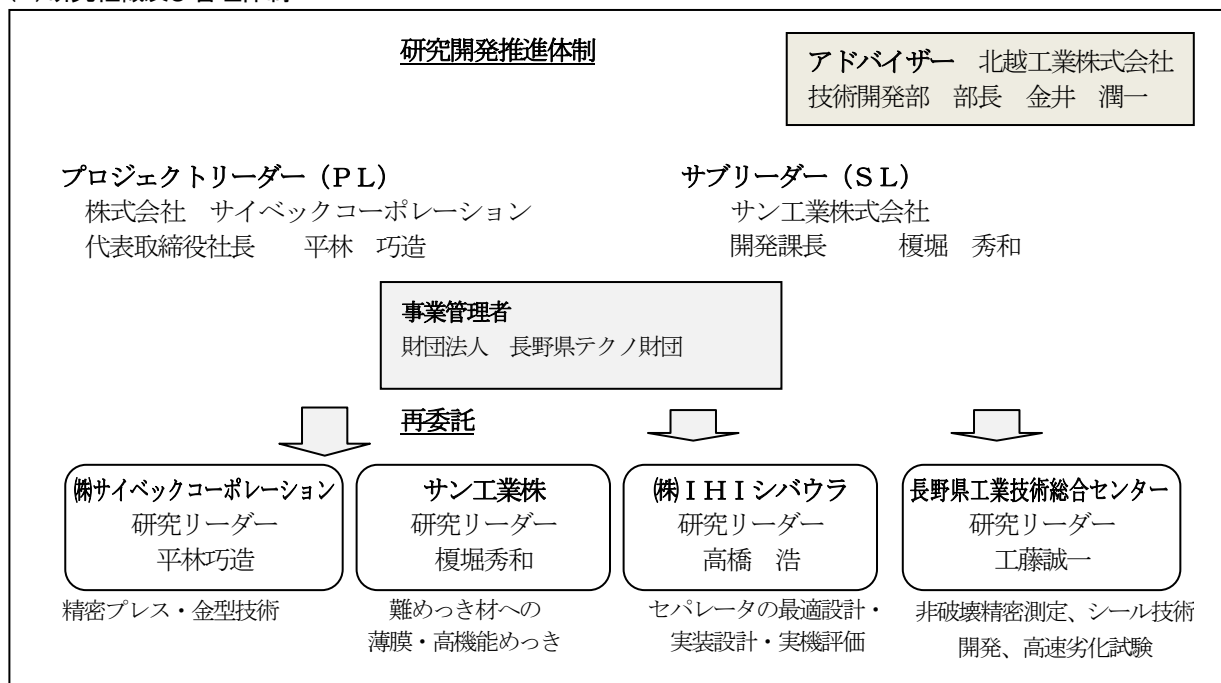 研究開発推進体制
アドバイザー　北越工業株式会社
技術開発部　部長　金井　潤一
プロジェクトリーダー（ＰＬ）
株式会社　サイベックコーポレーション
代表取締役社長　　平林　巧造
サブリーダー（ＳＬ）
サン工業株式会社
開発課長　　　榎堀　秀和
事業管理者
財団法人　長野県テクノ財団
再委託
㈱サイベックコーポレーション
研究リーダー
平林巧造
精密プレス・金型技術
サン工業株
研究リーダー
榎堀秀和
難めっき材への
薄膜・高機能めっき
㈱ＩＨＩシバウラ
研究リーダー
高橋　浩
セパレータの最適設計・
実装設計・実機評価
長野県工業技術総合センター
研究リーダー
工藤誠一
非破壊精密測定、シール技術
開発、高速劣化試験